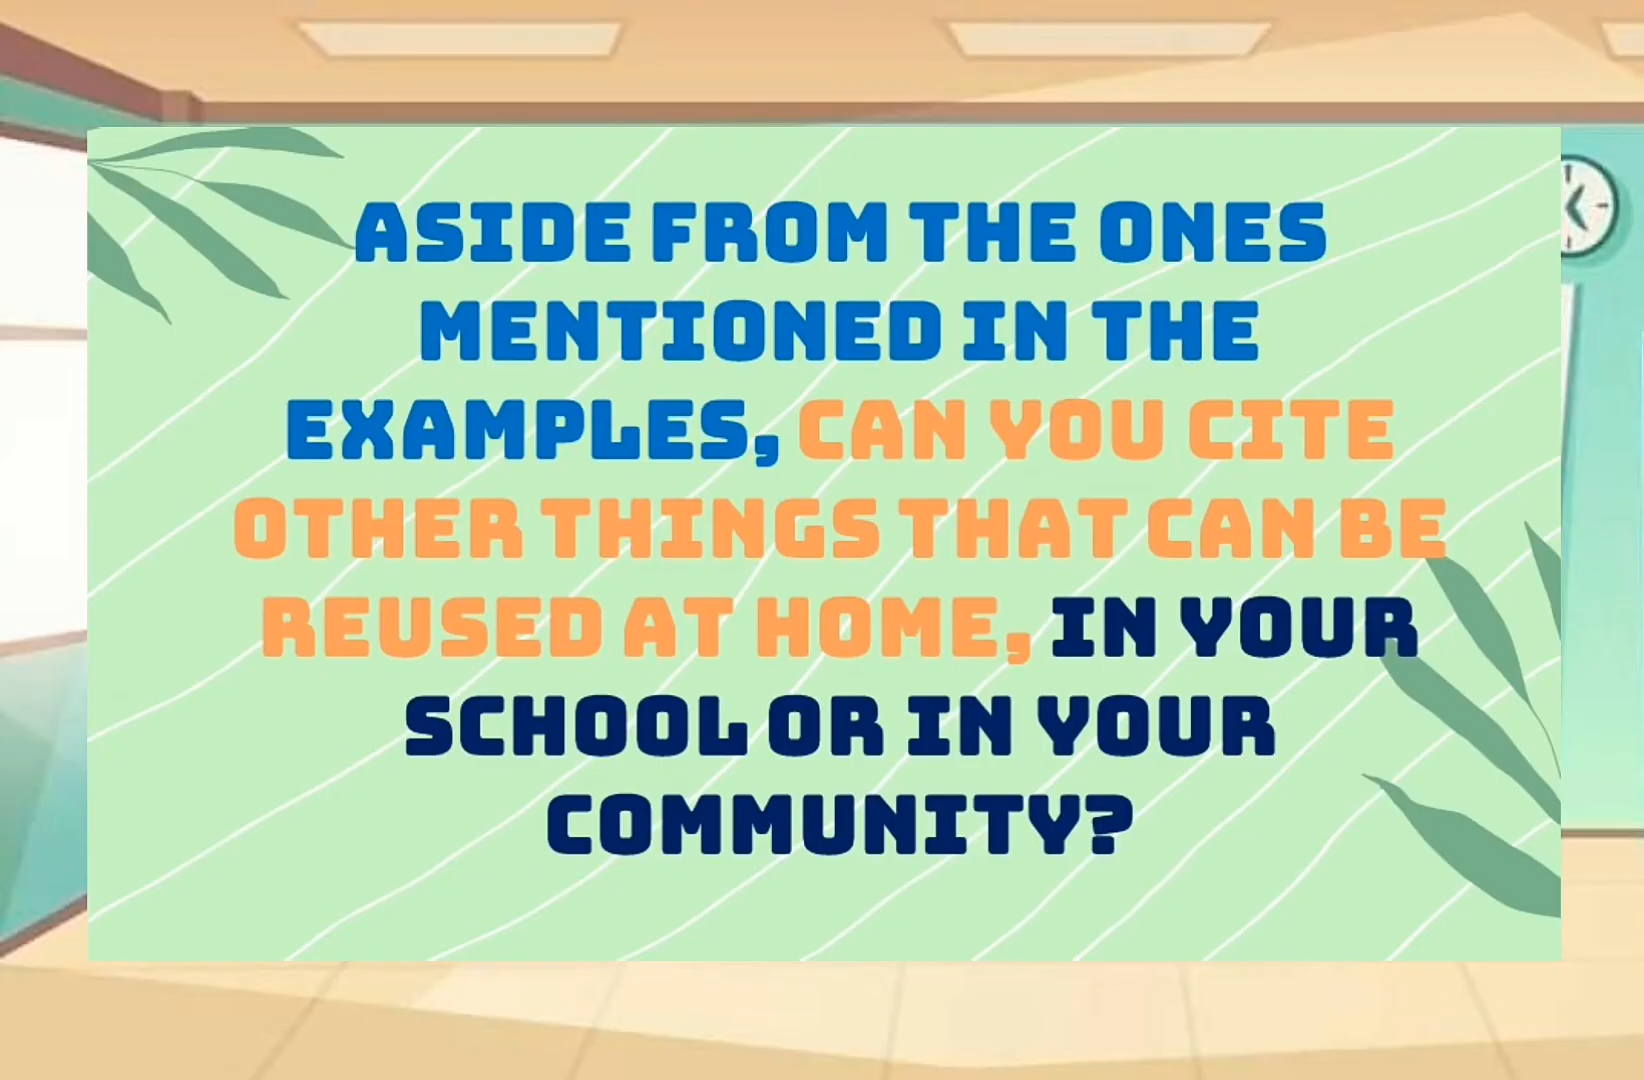 ASIDE FROM THE ONES
MENTIONED IN THE
EXAMPLES, CAN YOU CITE
OTHER THINGS THAT CAN BE
REUSED AT HOME, IN YOUR
SCHOOL OR IN YOUR
COMMUNITY?